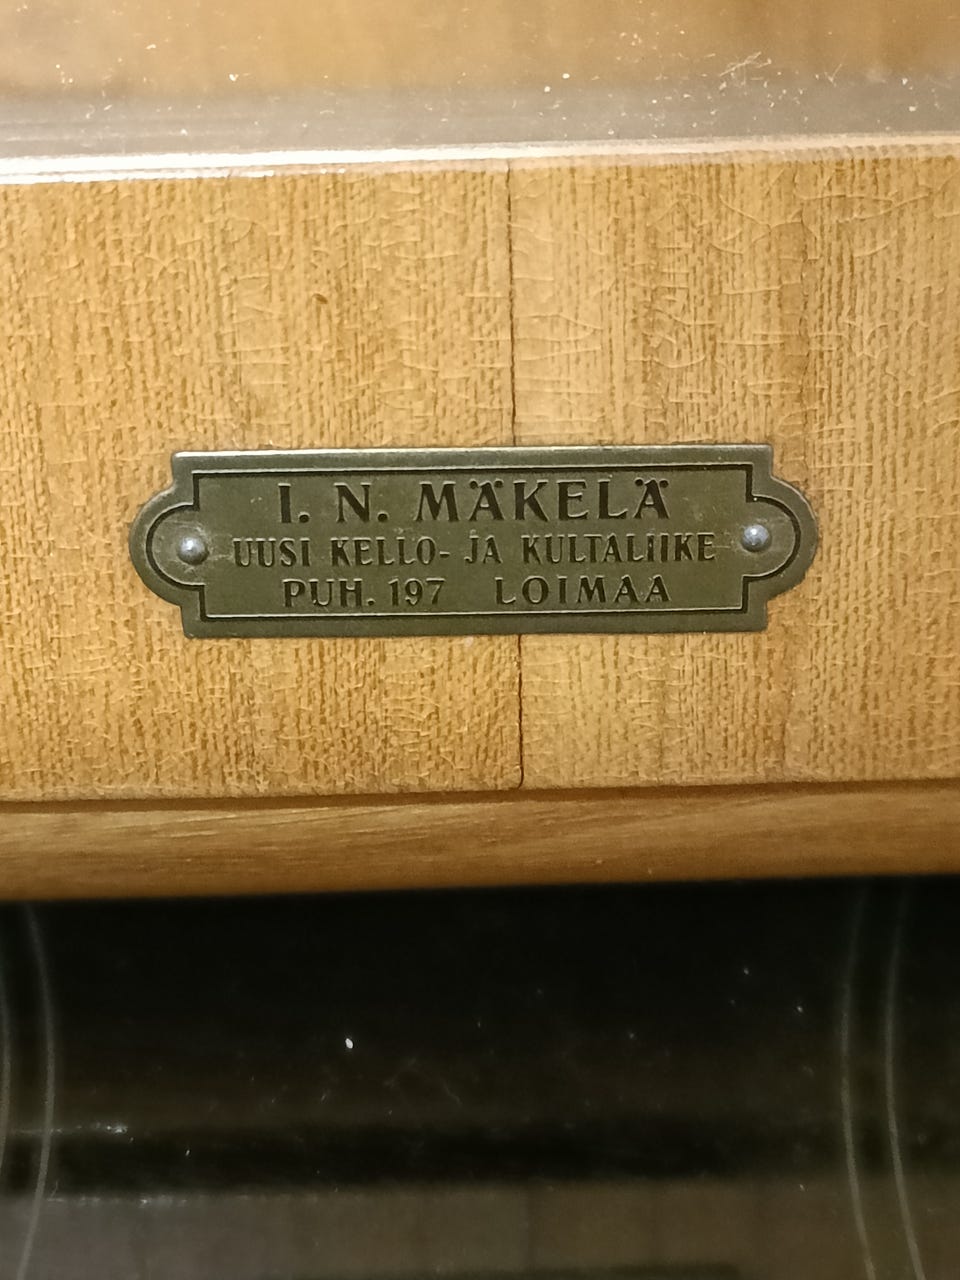 I. N. MÄKELÄ
UUSI KELLO- JA KULTALIIKE
PUH. 197 LOIMAA